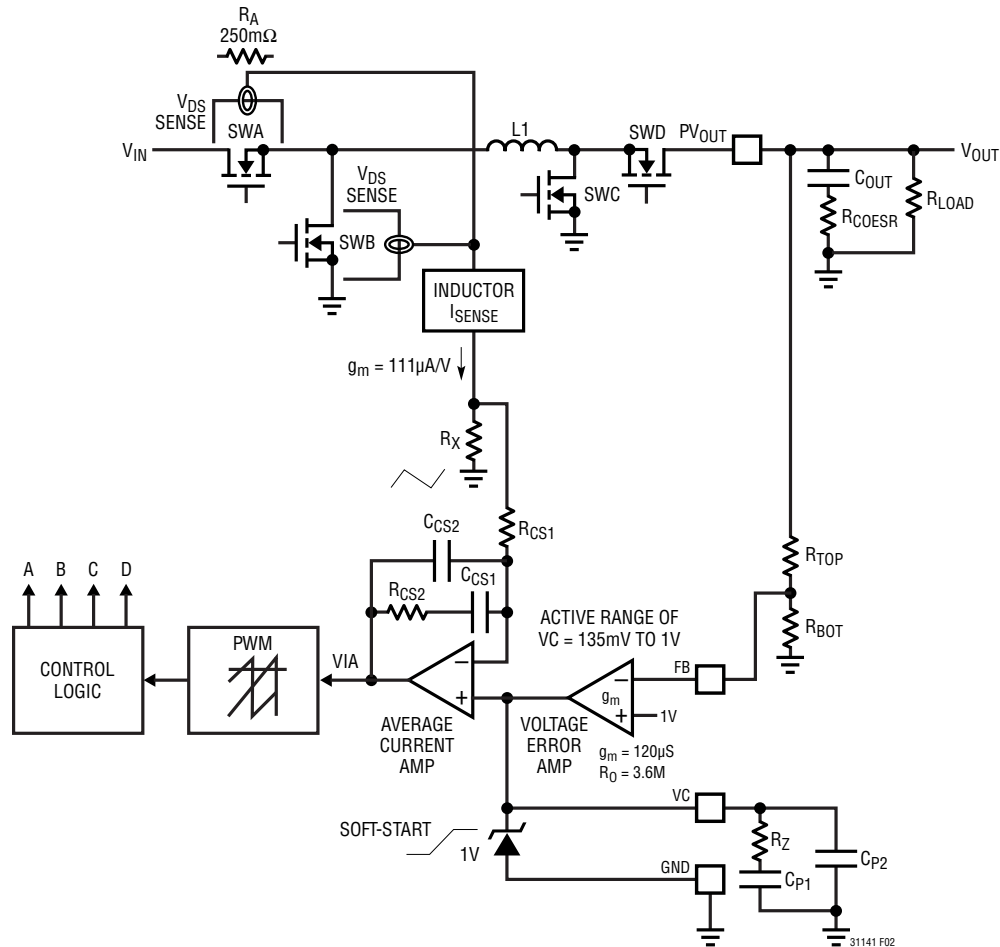 RA
250mΩ
VDS
SENSE
SWA
VIN
L1
SWD
PVOUT
VOUT
VDS
SENSE
SWB
SWC
COUT
RCOESR
RLOAD
INDUCTOR
ISENSE
gm = 111µA/V
RX
RCS1
CCS2
RCS2
CCS1
RTOP
RBOT
A B C D
CONTROL
LOGIC
PWM
VIA
AVERAGE
CURRENT
AMP
ACTIVE RANGE OF
VC = 135mV TO 1V
FB
gm
1V
VOLTAGE
ERROR
AMP
gm = 120µS
RO = 3.6M
VC
SOFT-START
1V
GND
RZ
CP1
CP2
31141 F02